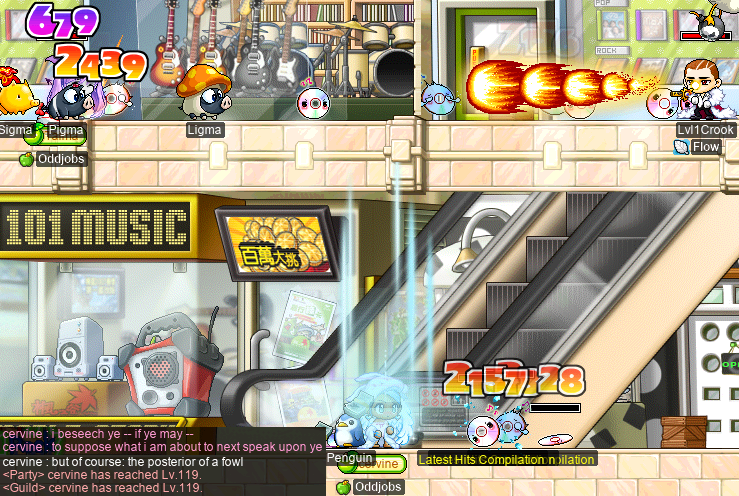 679
2439
POP
ROCK
Sigma
Pigma
Ligma
Lvl1Crook
Oddjobs
Flow
101 MUSIC
百萬大桃
cervine : i beseech ye -- if ye may --
cervine : to suppose what i am about to next speak upon ye
cervine : but of course: the posterior of a fowl
<Party> cervine has reached Lv.119.
<Guild> cervine has reached Lv.119.
Penguin
cervine
Oddjobs
Latest Hits Compilation